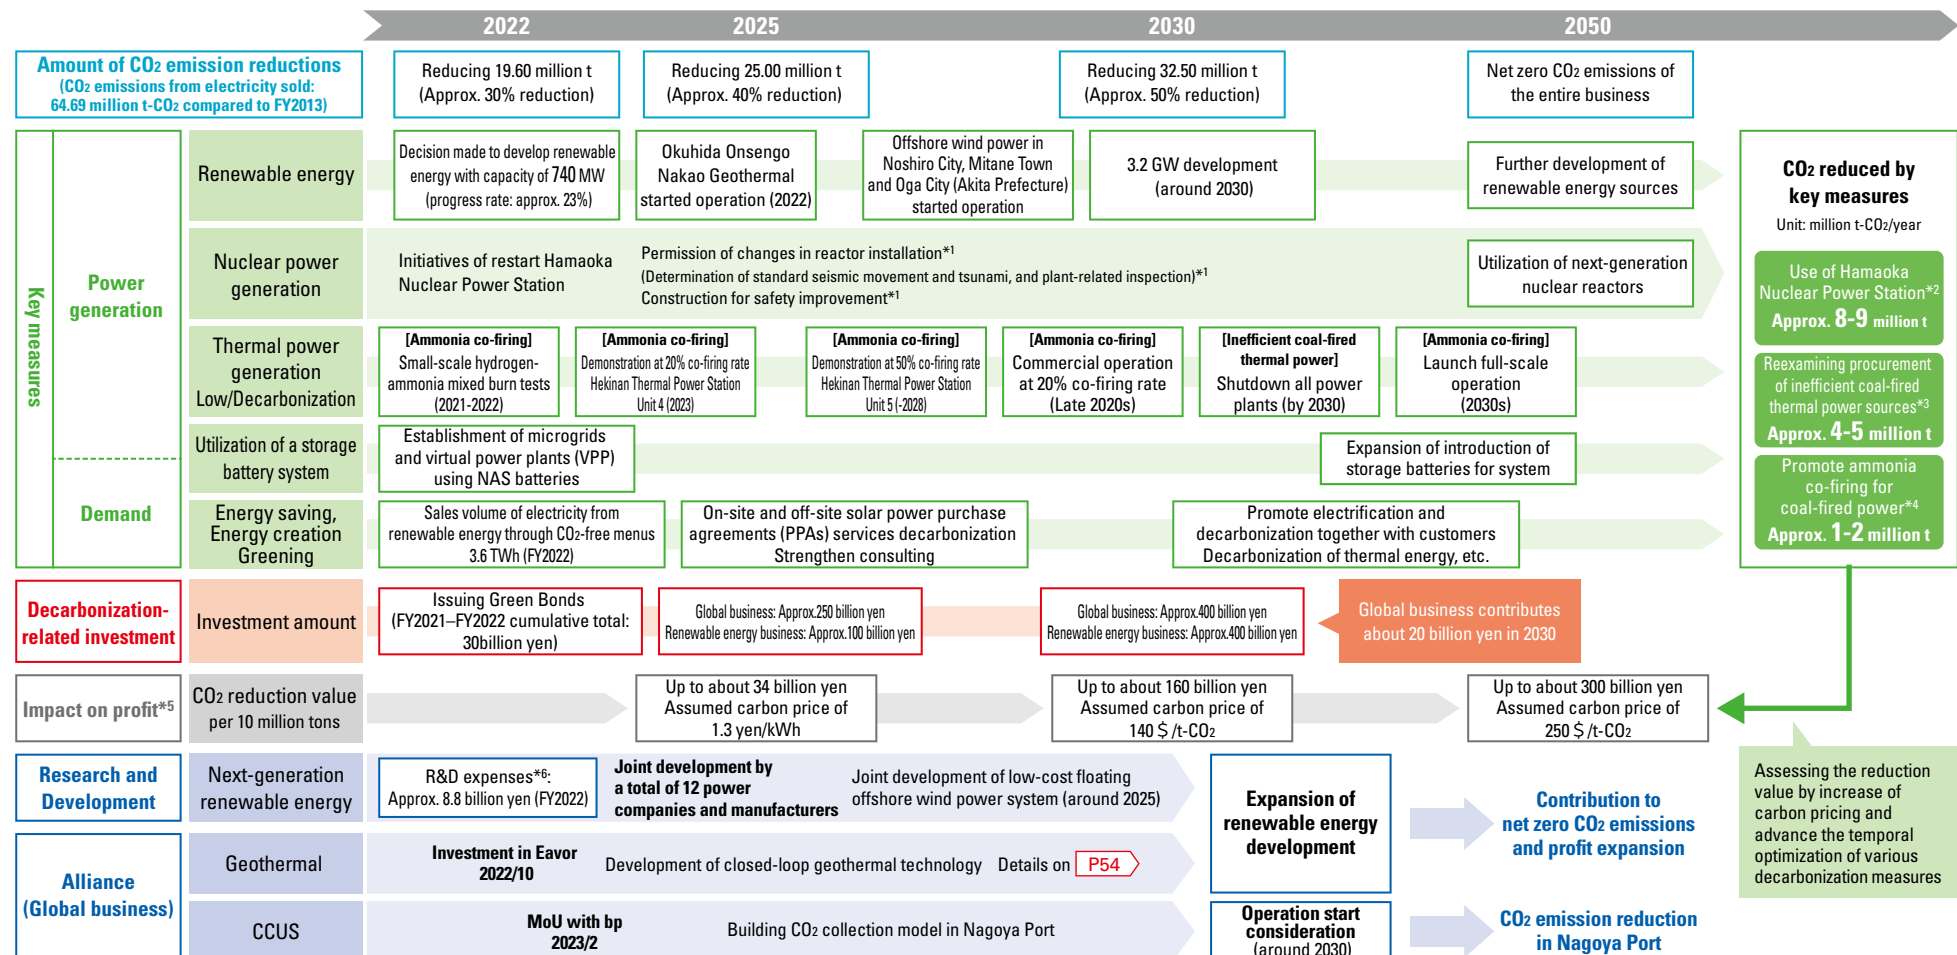 2022
2025
2030
2050
Amount of CO2 emission reductions
(CO2 emissions from electricity sold:
64.69 million t-CO2 compared to FY2013)
Reducing 19.60 million t
(Approx. 30% reduction)
Reducing 25.00 million t
(Approx. 40% reduction)
Reducing 32.50 million t
(Approx. 50% reduction)
Net zero CO2 emissions of
the entire business
Key measures
Power
generation
Renewable energy
Decision made to develop renewable
energy with capacity of 740 MW
(progress rate: approx. 23%)
Okuhida Onsengo
Nakao Geothermal
started operation (2022)
Offshore wind power in
Noshiro City, Mitane Town
and Oga City (Akita Prefecture)
started operation
3.2 GW development
(around 2030)
Further development of
renewable energy sources
Nuclear power
generation
Initiatives of restart Hamaoka
Nuclear Power Station
Permission of changes in reactor installation*1
(Determination of standard seismic movement and tsunami, and plant-related inspection)*1
Construction for safety improvement*1
Utilization of next-generation
nuclear reactors
Thermal power
generation
Low/Decarbonization
[Ammonia co-firing]
Small-scale hydrogen-
ammonia mixed burn tests
(2021-2022)
[Ammonia co-firing]
Demonstration at 20% co-firing rate
Hekinan Thermal Power Station
Unit 4 (2023)
[Ammonia co-firing]
Demonstration at 50% co-firing rate
Hekinan Thermal Power Station
Unit 5 (-2028)
[Ammonia co-firing]
Commercial operation
at 20% co-firing rate
(Late 2020s)
[Inefficient coal-fired
thermal power]
Shutdown all power
plants (by 2030)
[Ammonia co-firing]
Launch full-scale
operation
(2030s)
Utilization of a storage
battery system
Establishment of microgrids
and virtual power plants (VPP)
using NAS batteries
Expansion of introduction of
storage batteries for system
Demand
Energy saving,
Energy creation
Greening
Sales volume of electricity from
renewable energy through CO2-free menus
3.6 TWh (FY2022)
On-site and off-site solar power purchase
agreements (PPAs) services decarbonization
Strengthen consulting
Promote electrification and
decarbonization together with customers
Decarbonization of thermal energy, etc.
CO2 reduced by
key measures
Unit: million t-CO2/year
Use of Hamaoka
Nuclear Power Station*2
Approx. 8-9 million t
Reexamining procurement
of inefficient coal-fired
thermal power sources*3
Approx. 4-5 million t
Promote ammonia
co-firing for
coal-fired power*4
Approx. 1-2 million t
Decarbonization-
related investment
Investment amount
Issuing Green Bonds
(FY2021–FY2022 cumulative total:
30billion yen)
Global business: Approx.250 billion yen
Renewable energy business: Approx.100 billion yen
Global business: Approx.400 billion yen
Renewable energy business: Approx.400 billion yen
Global business contributes
about 20 billion yen in 2030
Impact on profit*5
CO2 reduction value
per 10 million tons
Up to about 34 billion yen
Assumed carbon price of
1.3 yen/kWh
Up to about 160 billion yen
Assumed carbon price of
140 $/t-CO2
Up to about 300 billion yen
Assumed carbon price of
250 $/t-CO2
Assessing the reduction
value by increase of
carbon pricing and
advance the temporal
optimization of various
decarbonization measures
Research and
Development
Next-generation
renewable energy
R&D expenses*6:
Approx. 8.8 billion yen (FY2022)
Joint development by
a total of 12 power
companies and manufacturers
Joint development of low-cost floating
offshore wind power system (around 2025)
Expansion of
renewable energy
development
Contribution to
net zero CO2 emissions
and profit expansion
Alliance
(Global business)
Geothermal
Investment in Eavor
2022/10
Development of closed-loop geothermal technology
Details on P54
CCUS
MoU with bp
2023/2
Building CO2 collection model in Nagoya Port
Operation start
consideration
(around 2030)
CO2 emission reduction
in Nagoya Port